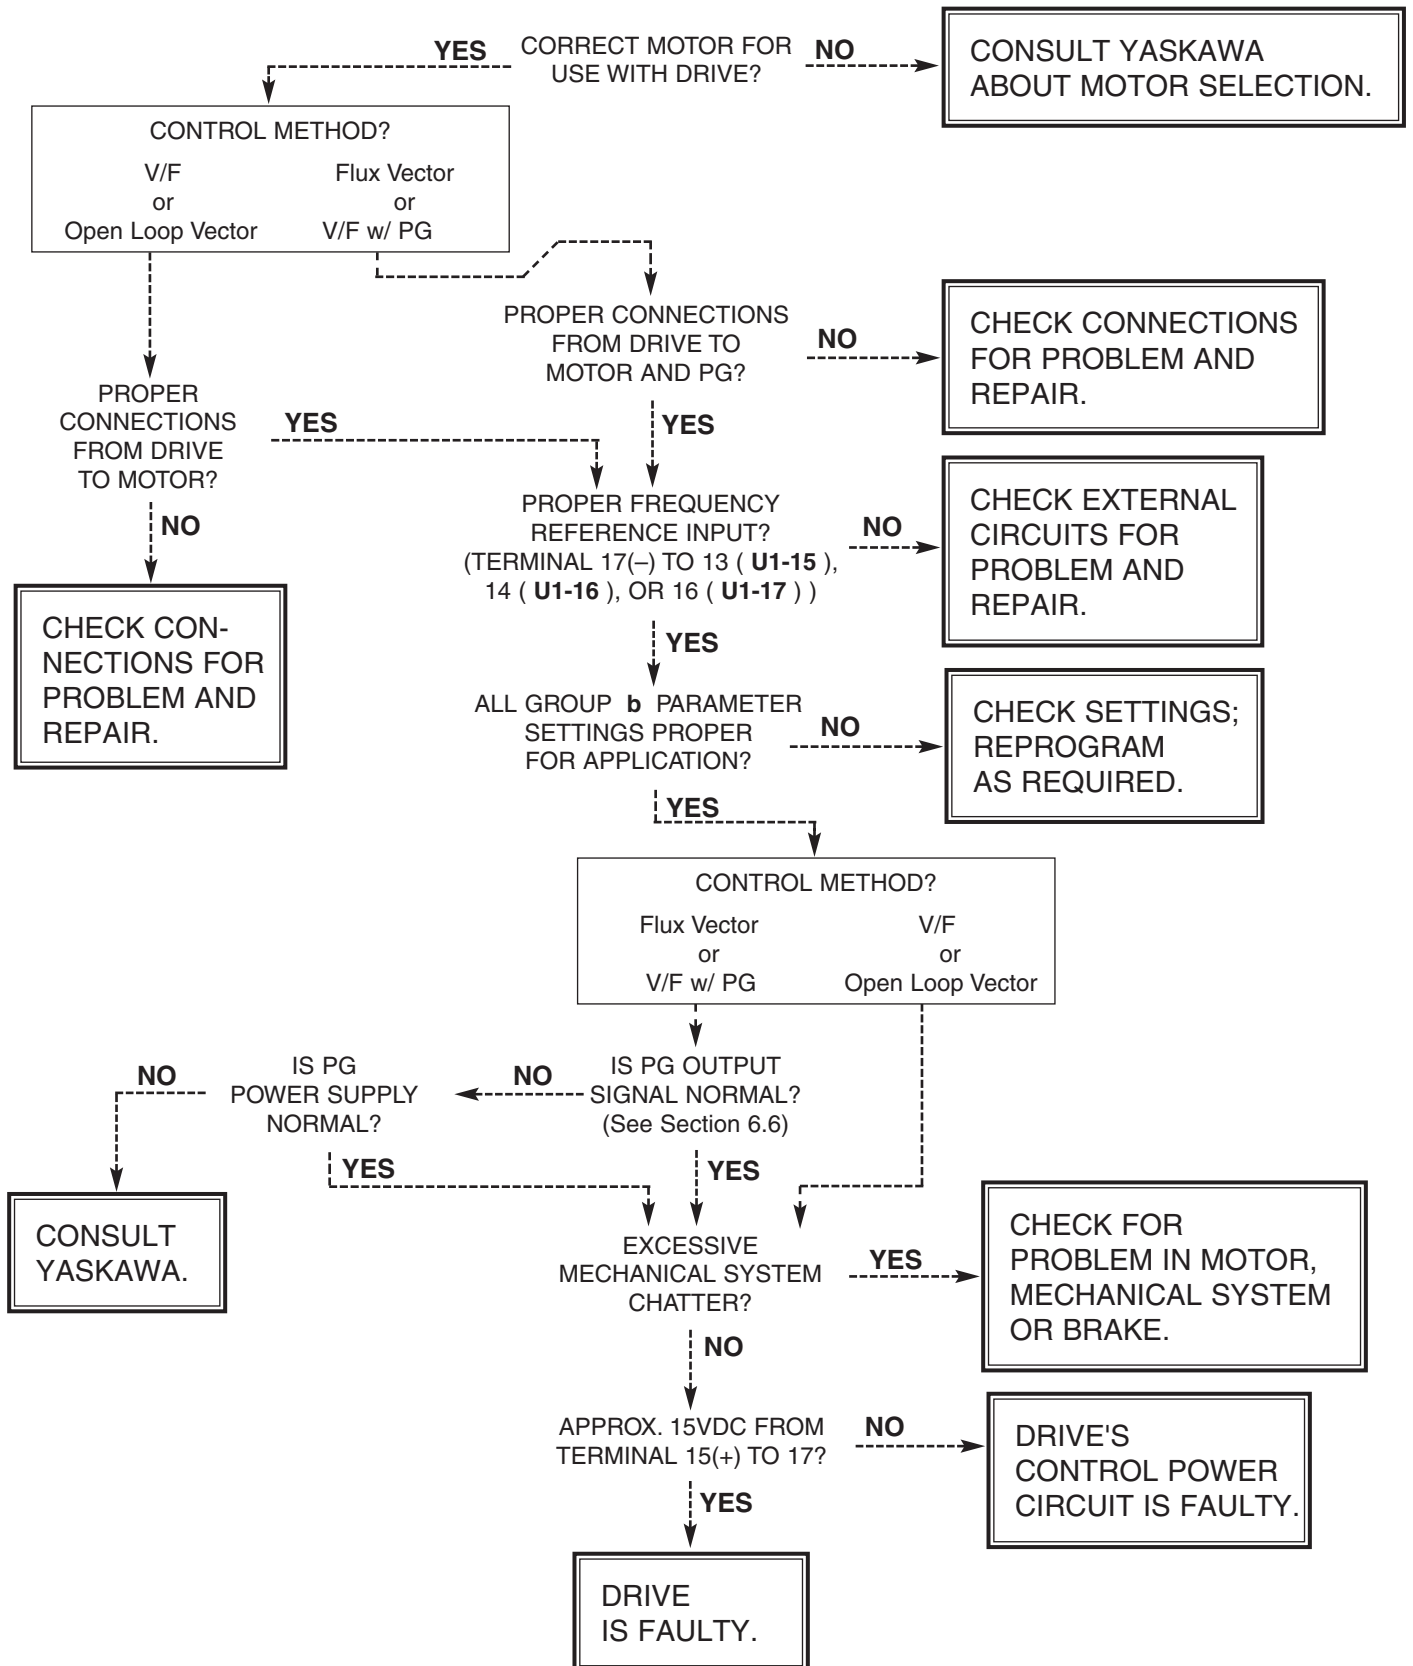 YES
CORRECT MOTOR FOR
USE WITH DRIVE?
NO
CONSULT YASKAWA
ABOUT MOTOR SELECTION.
CONTROL METHOD?
V/F
or
Open Loop Vector
Flux Vector
or
V/F w/ PG
PROPER CONNECTIONS
FROM DRIVE TO
MOTOR AND PG?
NO
CHECK CONNECTIONS
FOR PROBLEM AND
REPAIR.
YES
PROPER
CONNECTIONS
FROM DRIVE
TO MOTOR?
YES
NO
CHECK CON-
NECTIONS FOR
PROBLEM AND
REPAIR.
PROPER FREQUENCY
REFERENCE INPUT?
(TERMINAL 17(–) TO 13 ( U1-15 ),
14 ( U1-16 ), OR 16 ( U1-17 ) )
NO
CHECK EXTERNAL
CIRCUITS FOR
PROBLEM AND
REPAIR.
YES
ALL GROUP b PARAMETER
SETTINGS PROPER
FOR APPLICATION?
NO
CHECK SETTINGS;
REPROGRAM
AS REQUIRED.
YES
CONTROL METHOD?
Flux Vector
or
V/F w/ PG
V/F
or
Open Loop Vector
IS PG OUTPUT
SIGNAL NORMAL?
(See Section 6.6)
NO
IS PG
POWER SUPPLY
NORMAL?
NO
CONSULT
YASKAWA.
YES
YES
EXCESSIVE
MECHANICAL SYSTEM
CHATTER?
YES
CHECK FOR
PROBLEM IN MOTOR,
MECHANICAL SYSTEM
OR BRAKE.
NO
APPROX. 15VDC FROM
TERMINAL 15(+) TO 17?
NO
DRIVE'S
CONTROL POWER
CIRCUIT IS FAULTY.
YES
DRIVE
IS FAULTY.